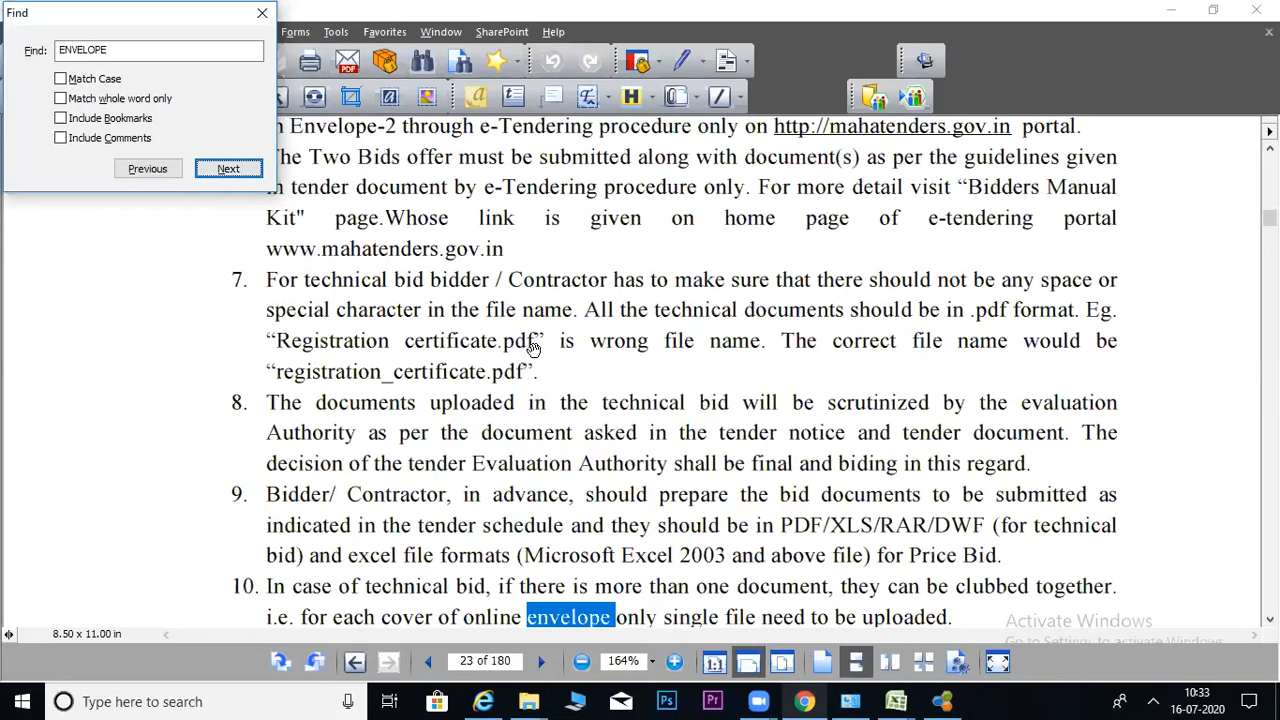 Find
Find: ENVELOPE
Match Case
Match whole word only
Include Bookmarks
Include Comments
Previous Next
Forms Tools Favorites Window SharePoint Help
n Envelope-2 through e-Tendering procedure only on http://mahatenders.gov.in portal.
The Two Bids offer must be submitted along with document(s) as per the guidelines given
in tender document by e-Tendering procedure only. For more detail visit “Bidders Manual
Kit" page.Whose link is given on home page of e-tendering portal
www.mahatenders.gov.in
7. For technical bid bidder / Contractor has to make sure that there should not be any space or
special character in the file name. All the technical documents should be in .pdf format. Eg.
“Registration certificate.pdf” is wrong file name. The correct file name would be
“registration_certificate.pdf”.
8. The documents uploaded in the technical bid will be scrutinized by the evaluation
Authority as per the document asked in the tender notice and tender document. The
decision of the tender Evaluation Authority shall be final and biding in this regard.
9. Bidder/ Contractor, in advance, should prepare the bid documents to be submitted as
indicated in the tender schedule and they should be in PDF/XLS/RAR/DWF (for technical
bid) and excel file formats (Microsoft Excel 2003 and above file) for Price Bid.
10. In case of technical bid, if there is more than one document, they can be clubbed together.
i.e. for each cover of online envelope only single file need to be uploaded.
Activate Windows
Go to Settings to activate Windows.
8.50 x 11.00 in
23 of 180 164%
Type here to search
10:33
16-07-2020